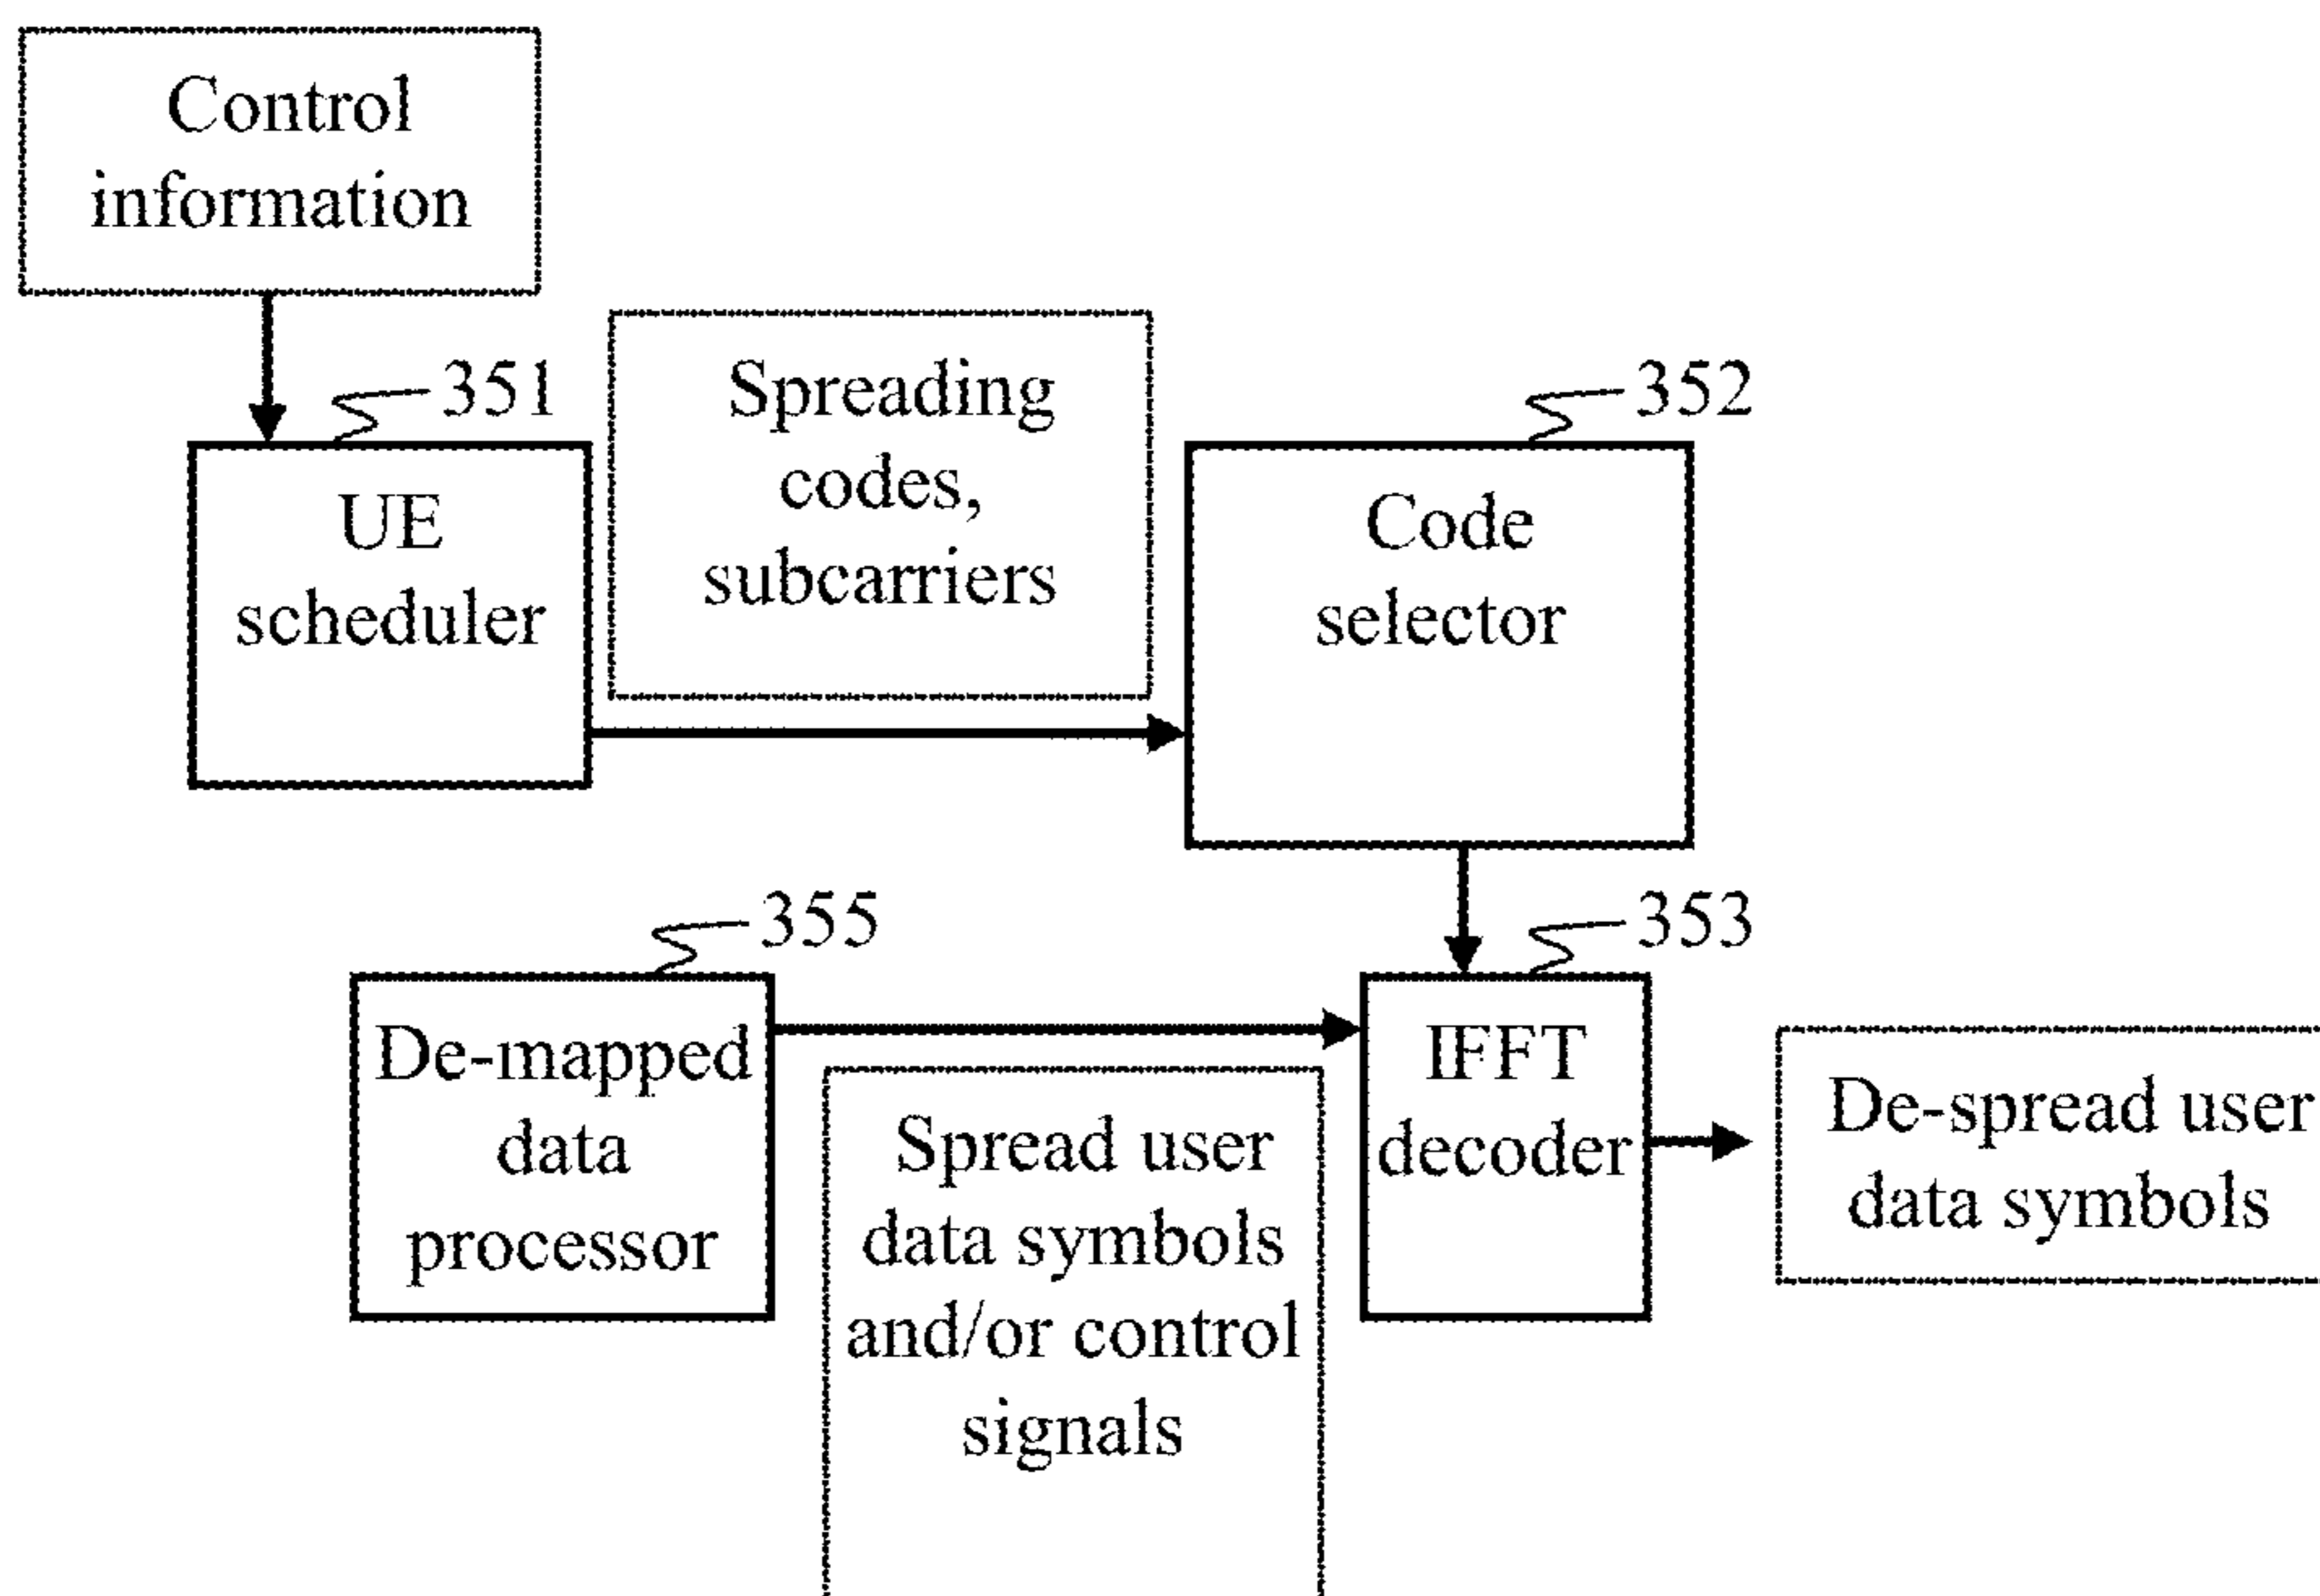 Control
information
351
UE
scheduler
Spreading
codes,
subcarriers
352
Code
selector
355
De-mapped
data
processor
Spread user
data symbols
and/or control
signals
353
IFFT
decoder
De-spread user
data symbols